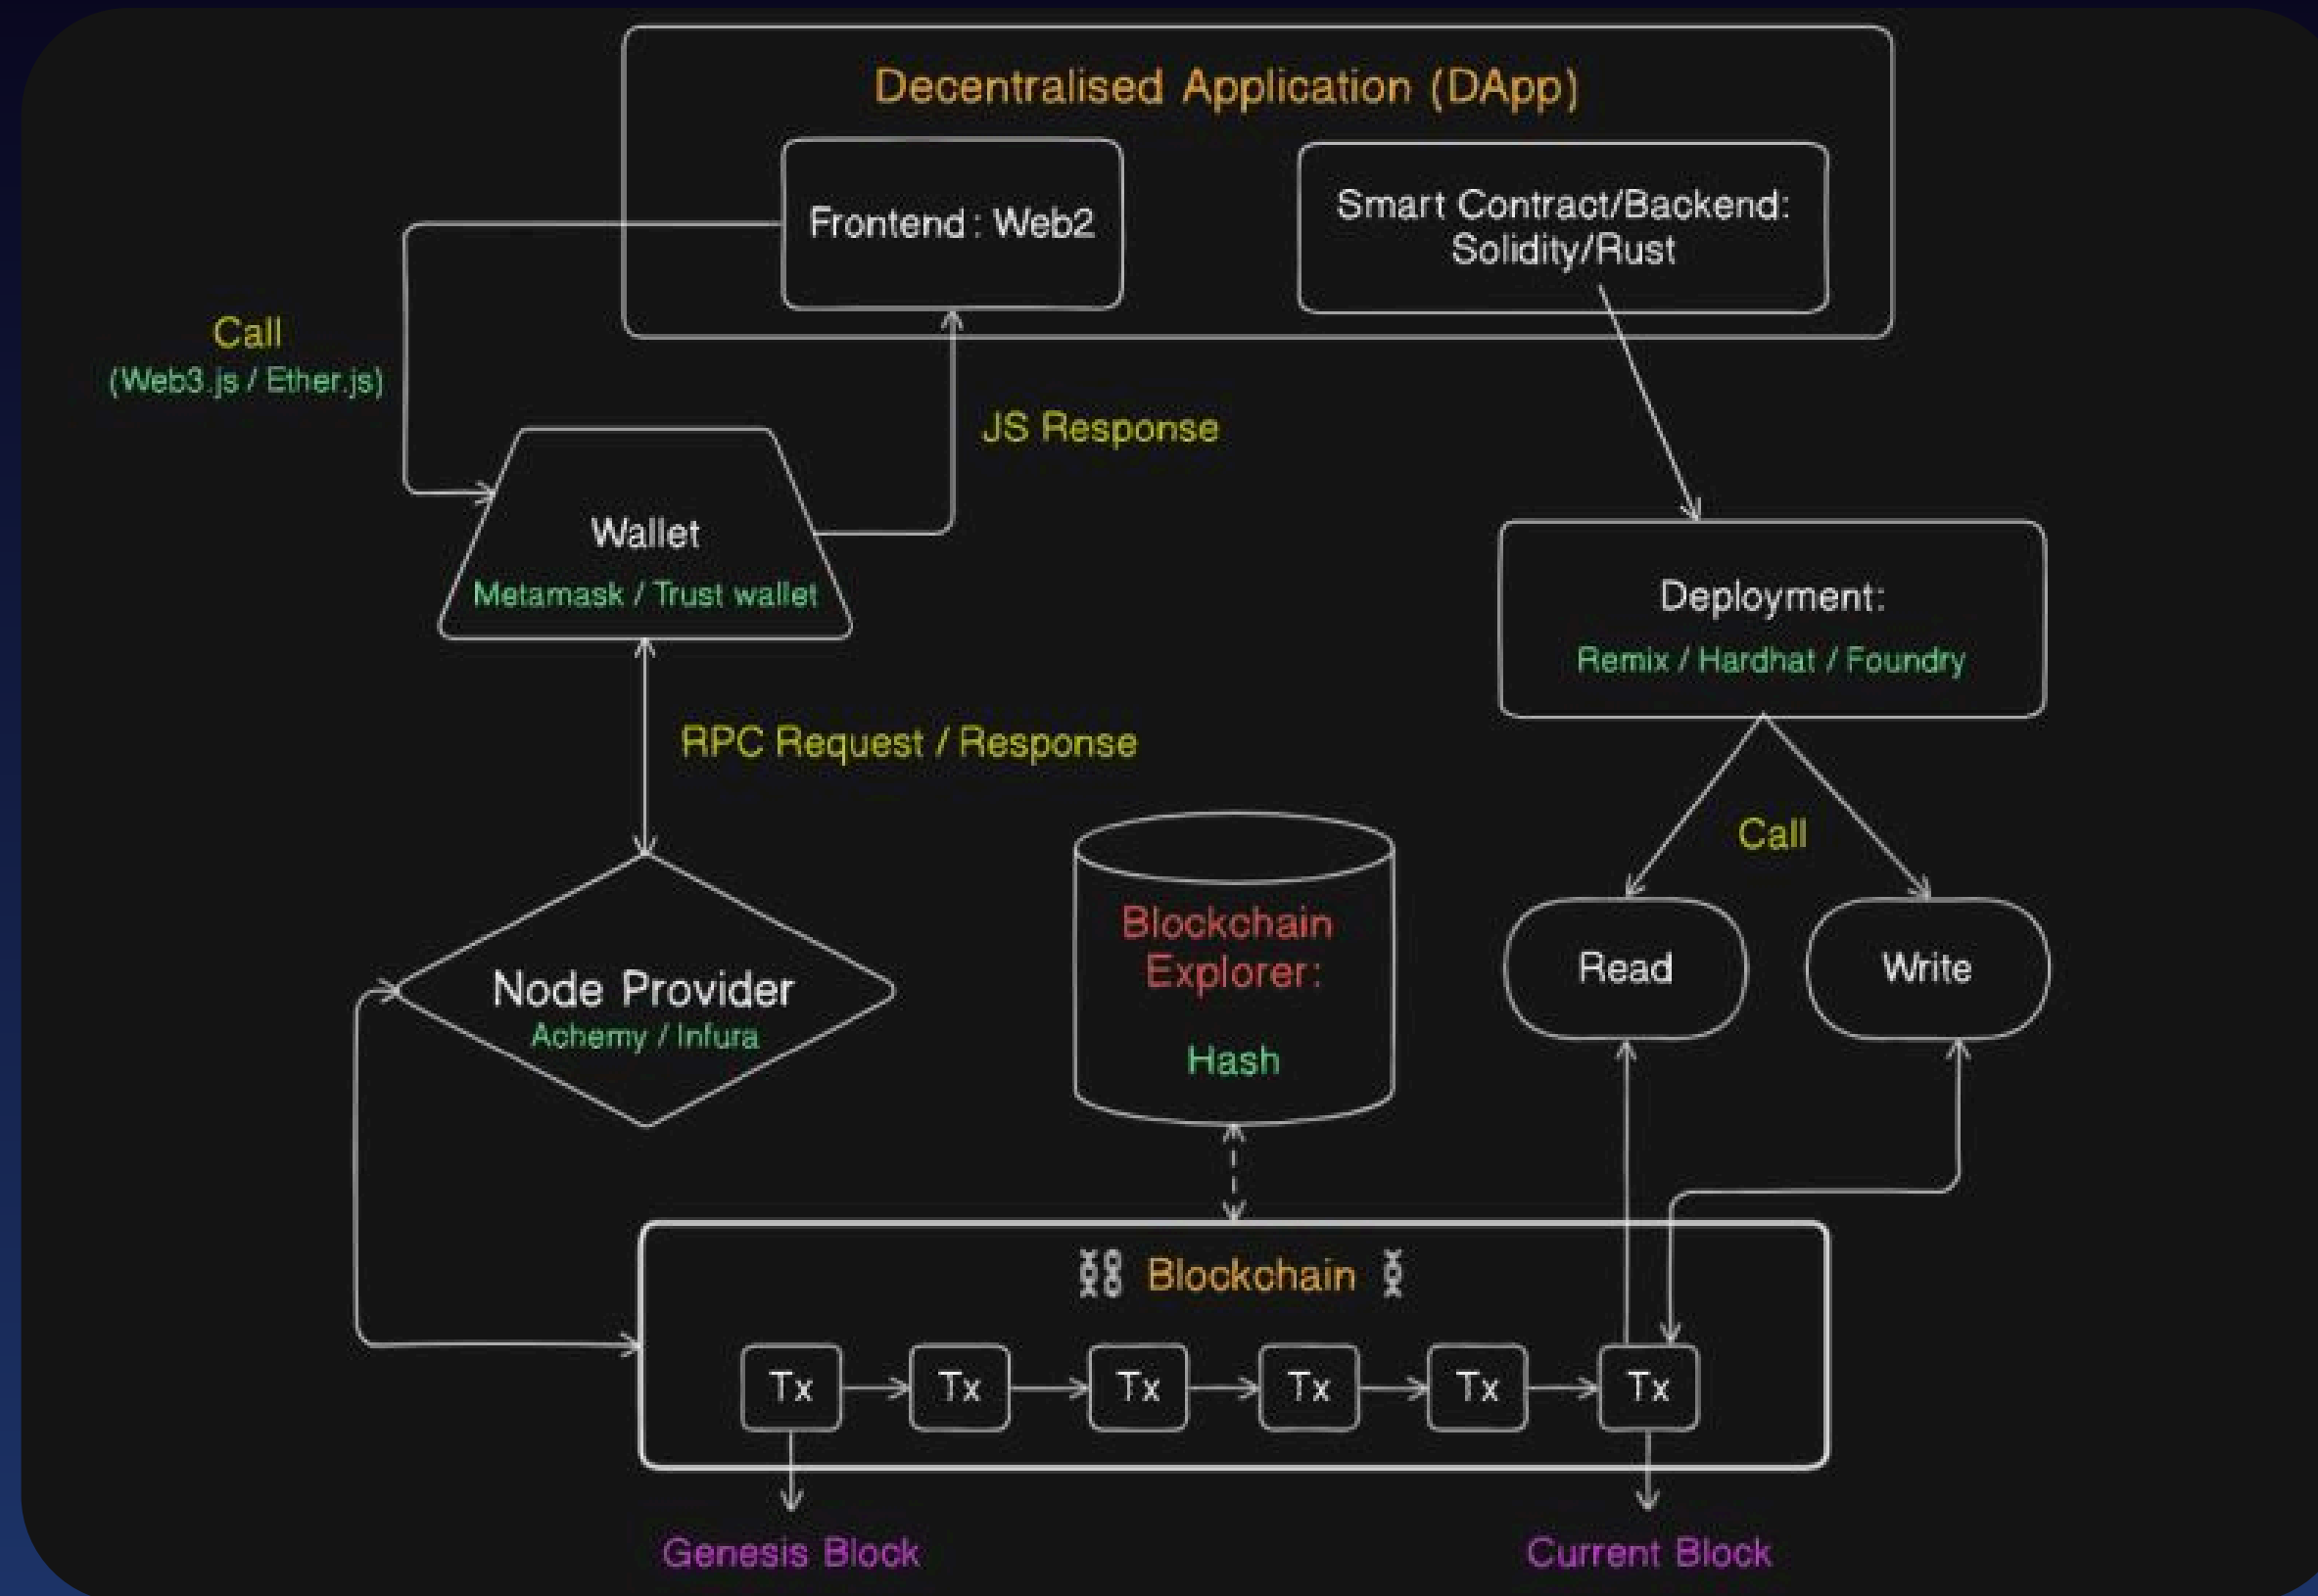 Decentralised Application (DApp)
Frontend : Web2
Smart Contract/Backend:
Solidity/Rust
Call
(Web3.js / Ether.js)
JS Response
Wallet
Metamask / Trust wallet
Deployment:
Remix / Hardhat / Foundry
RPC Request / Response
Call
Blockchain
Explorer:
Hash
Read
Write
Node Provider
Achemy / Infura
Blockchain
Tx
Tx
Tx
Tx
Tx
Tx
Genesis Block
Current Block